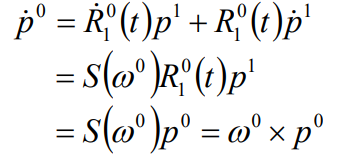 ṗ⁰ = Ṙ₁⁰(t)p¹ + R₁⁰(t)ṗ¹
= S(ω⁰)R₁⁰(t)p¹
= S(ω⁰)p⁰ = ω⁰ × p⁰